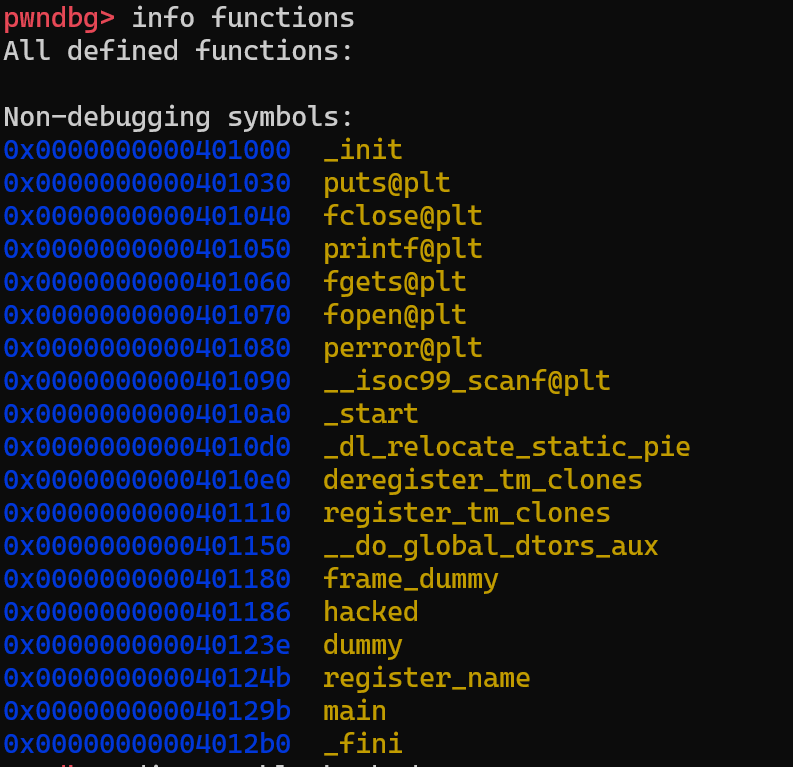 pwndbg> info functions
All defined functions:
Non-debugging symbols:
0x0000000000401000  _init
0x0000000000401030  puts@plt
0x0000000000401040  fclose@plt
0x0000000000401050  printf@plt
0x0000000000401060  fgets@plt
0x0000000000401070  fopen@plt
0x0000000000401080  perror@plt
0x0000000000401090  __isoc99_scanf@plt
0x00000000004010a0  _start
0x00000000004010d0  _dl_relocate_static_pie
0x00000000004010e0  deregister_tm_clones
0x0000000000401110  register_tm_clones
0x0000000000401150  __do_global_dtors_aux
0x0000000000401180  frame_dummy
0x0000000000401186  hacked
0x000000000040123e  dummy
0x000000000040124b  register_name
0x000000000040129b  main
0x00000000004012b0  _fini